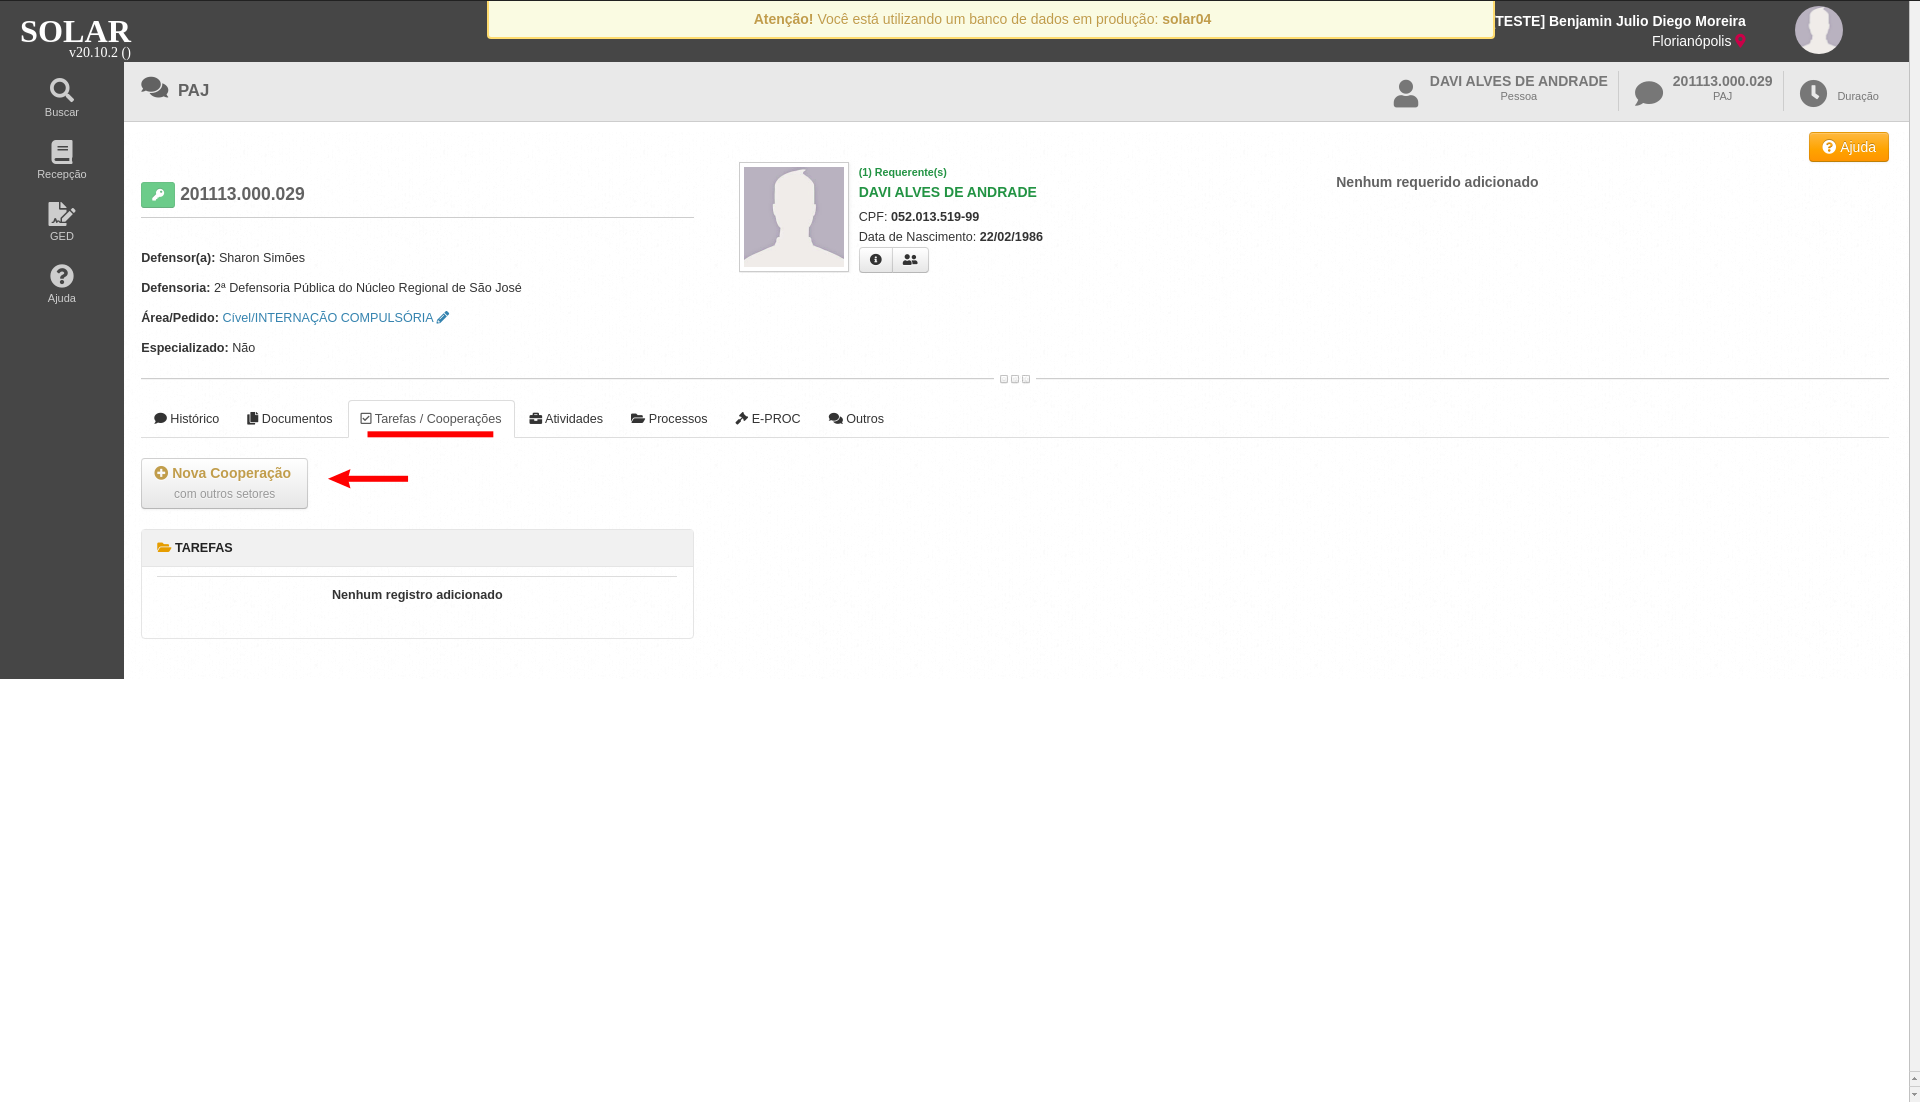 SOLAR
v20.10.2 ()
Atenção! Você está utilizando um banco de dados em produção: solar04
TESTE] Benjamin Julio Diego Moreira
Florianópolis
Buscar
Recepção
GED
Ajuda
PAJ
DAVI ALVES DE ANDRADE
Pessoa
201113.000.029
PAJ
Duração
Ajuda
201113.000.029
Defensor(a): Sharon Simões
Defensoria: 2ª Defensoria Pública do Núcleo Regional de São José
Área/Pedido: Cível/INTERNAÇÃO COMPULSÓRIA
Especializado: Não
(1) Requerente(s)
DAVI ALVES DE ANDRADE
CPF: 052.013.519-99
Data de Nascimento: 22/02/1986
Nenhum requerido adicionado
Histórico Documentos Tarefas / Cooperações Atividades Processos E-PROC Outros
Nova Cooperação
com outros setores
TAREFAS
Nenhum registro adicionado